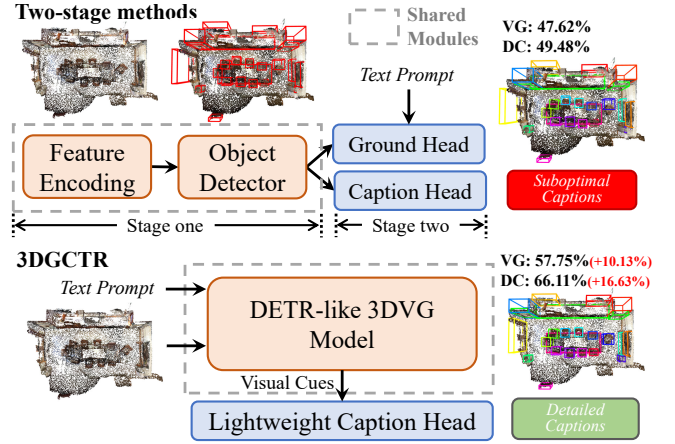 Two-stage methods
Shared
Modules
VG: 47.62%
DC: 49.48%
Text Prompt
Feature
Encoding
Object
Detector
Ground Head
Caption Head
Suboptimal
Captions
Stage one
Stage two
3DGCTR
Text Prompt
DETR-like 3DVG
Model
VG: 57.75%(+10.13%)
DC: 66.11%(+16.63%)
Visual Cues
Lightweight Caption Head
Detailed
Captions